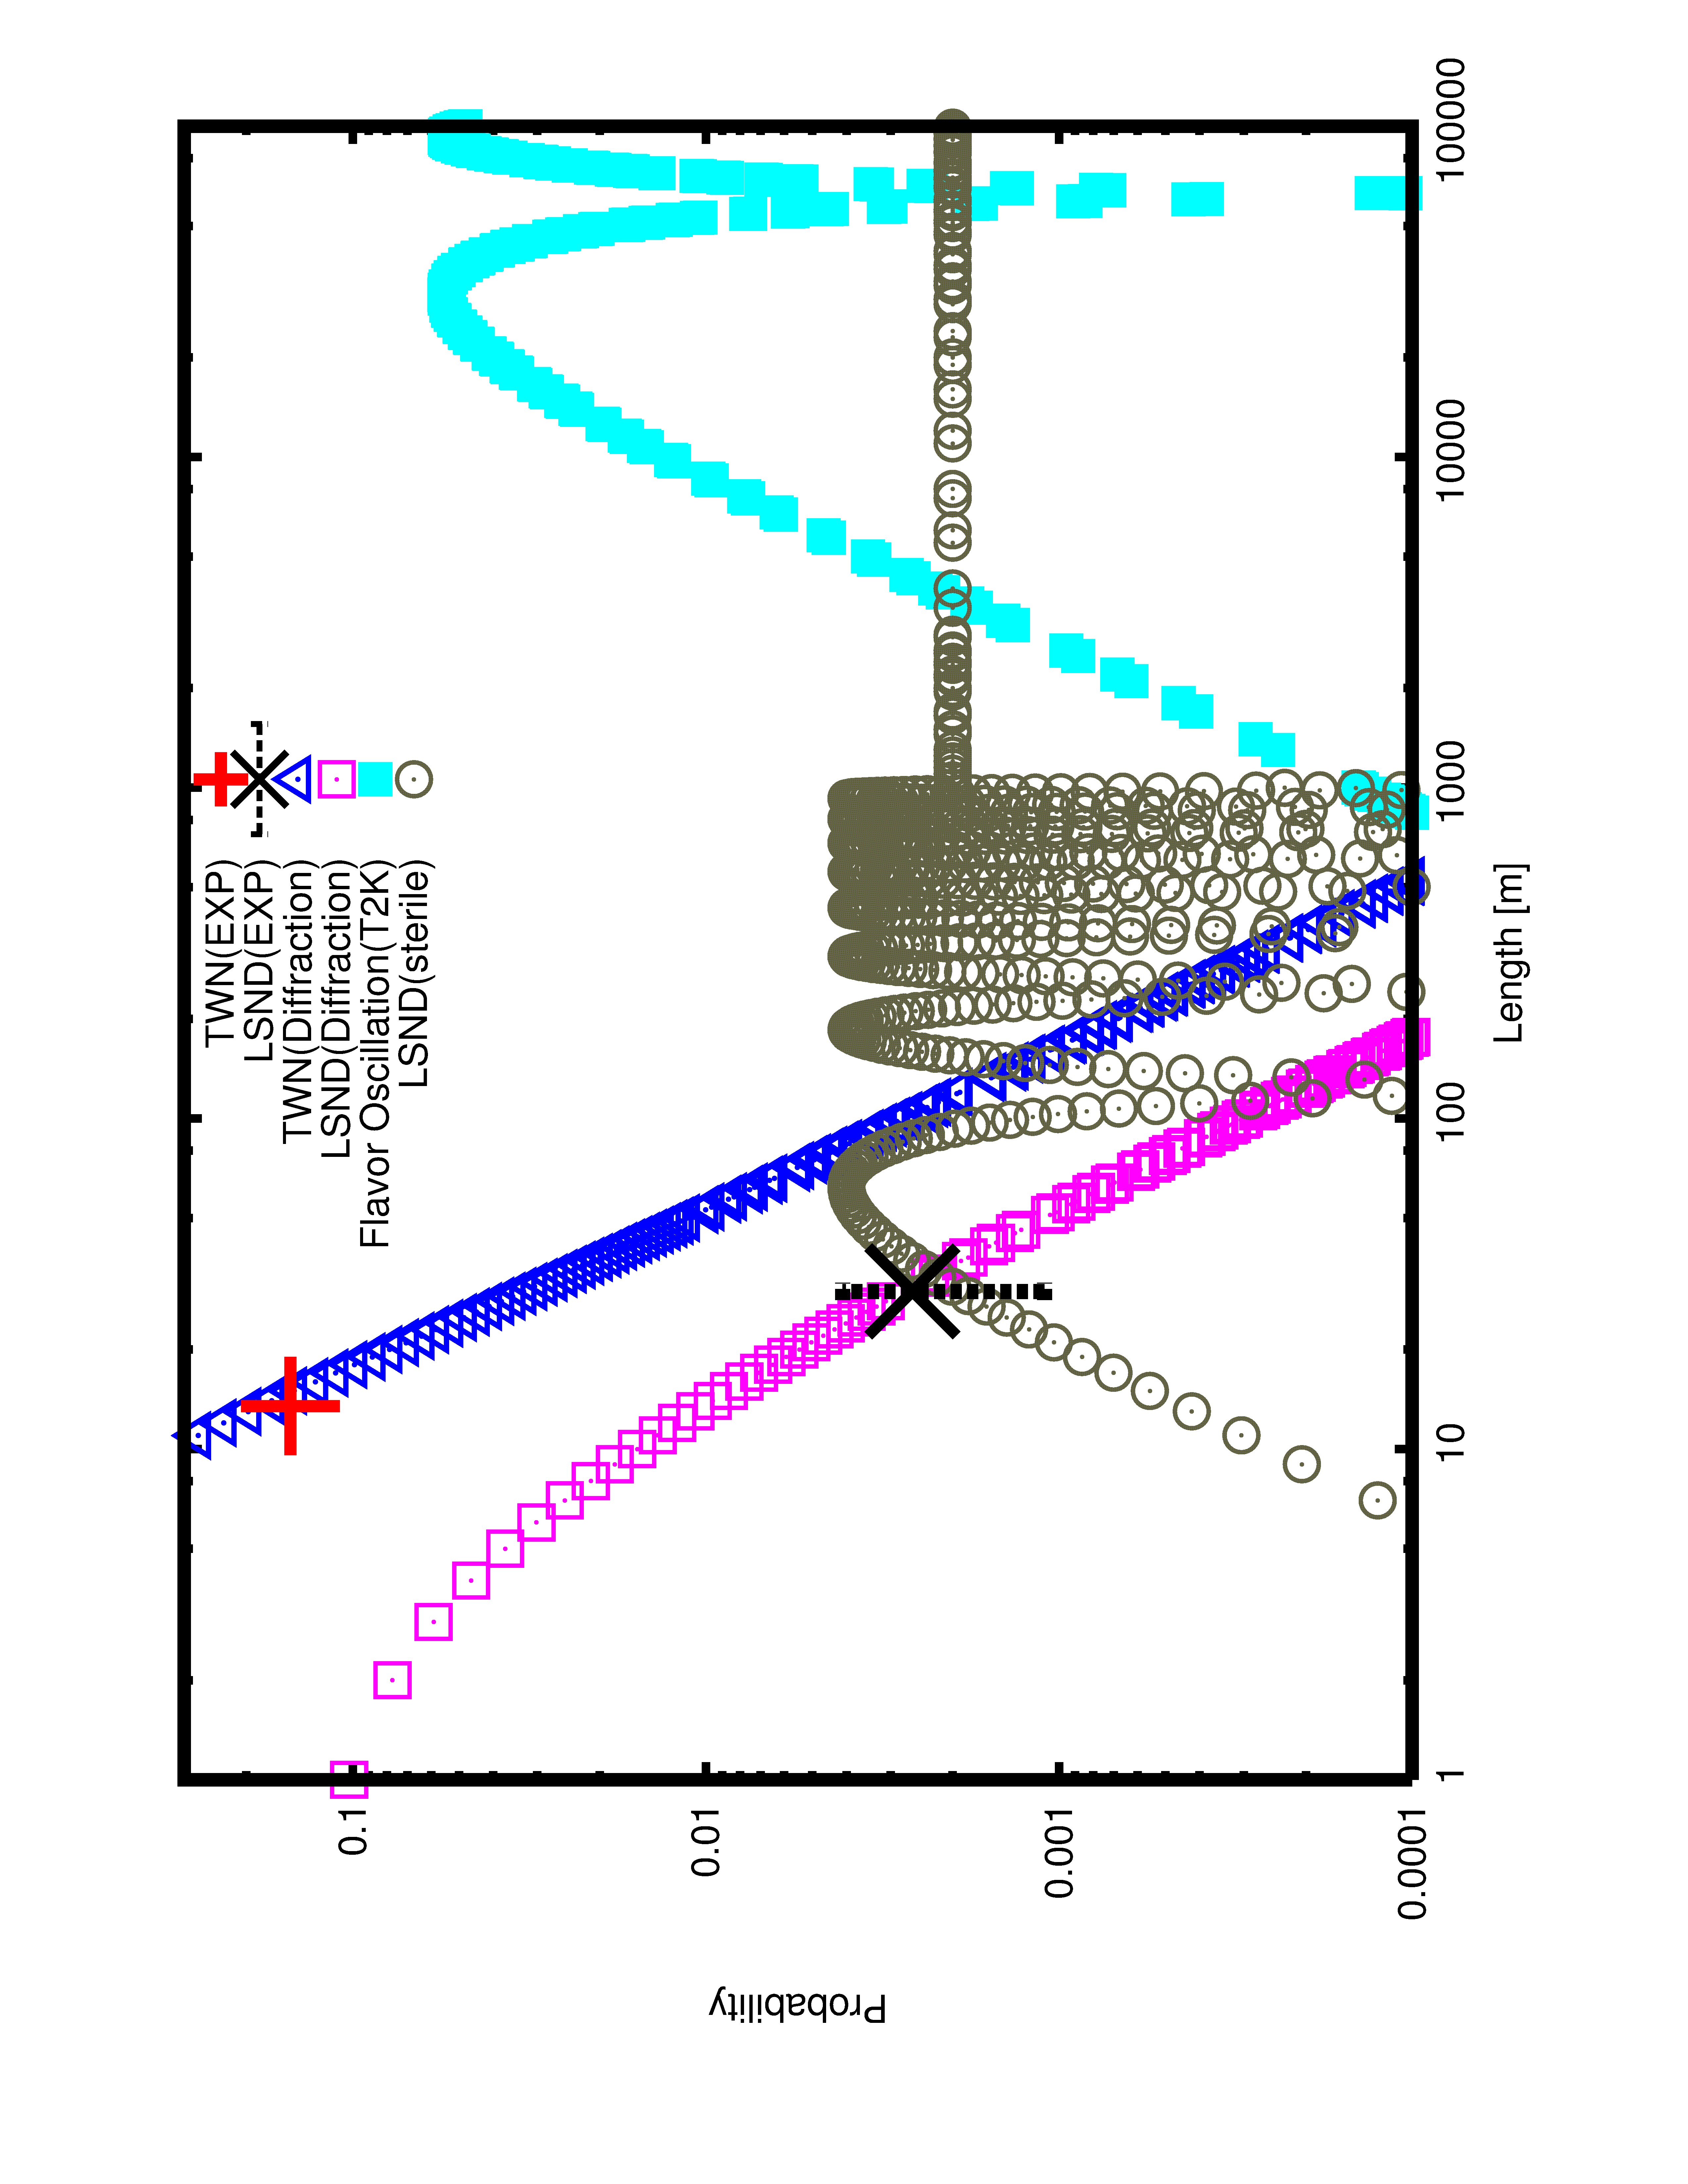 TWN(EXP)
LSND(EXP)
TWN(Diffraction)
LSND(Diffraction)
Flavor Oscillation(T2K)
LSND(sterile)
Probability
0.1
0.01
0.001
0.0001
1
10
100
1000
10000
100000
Length [m]